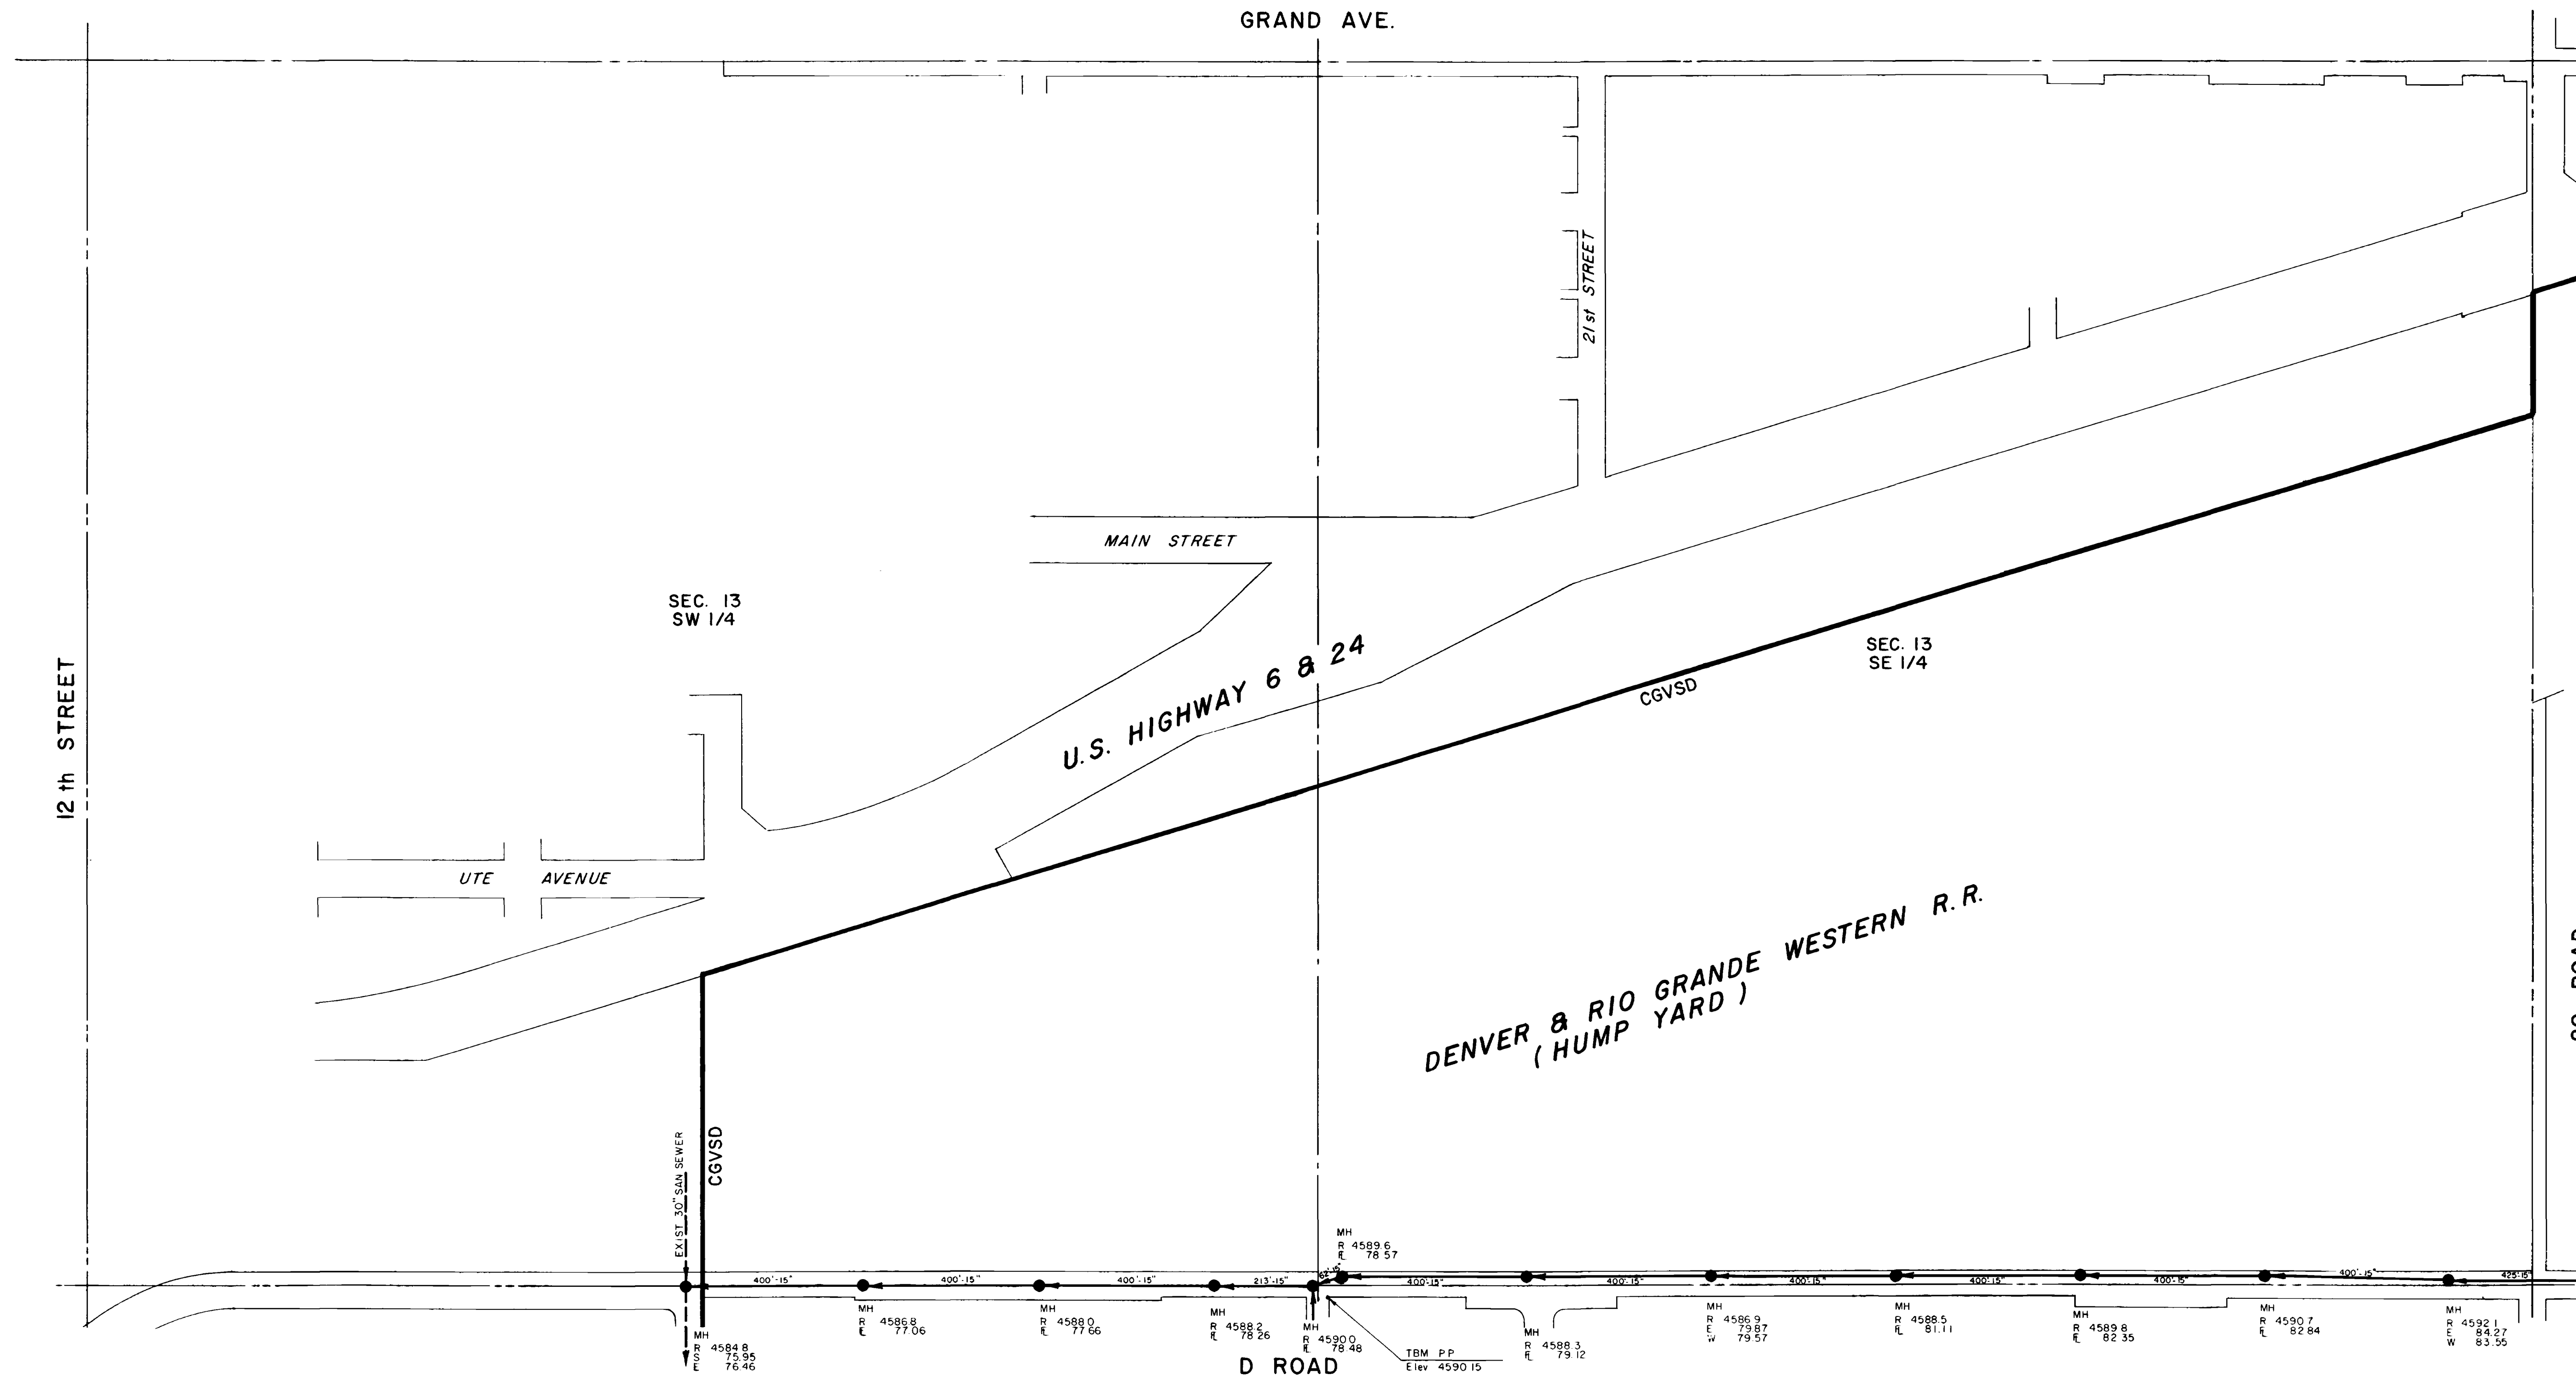 GRAND AVE.
21st STREET
MAIN STREET
SEC. 13
SW 1/4
SEC. 13
SE 1/4
12 th STREET
U.S. HIGHWAY 6 & 24
CGVSD
UTE AVENUE
DENVER & RIO GRANDE WESTERN R.R.
( HUMP YARD )
EXIST 30" SAN SEWER
CGVSD
MH
R 4589.6
FL 78 57
400'-15"
400'-15"
400'-15"
213'-15"
62'-15"
400'-15"
400'-15"
400'-15"
400'-15"
400'-15"
400'-15"
425'-15"
MH
R 4584 8
S 75.95
E 76.46
MH
R 4586.8
FL 77.06
MH
R 4588 0
FL 77 66
MH
R 4588.2
FL 78.26
MH
R 4590 0
FL 78.48
TBM PP
Elev 4590 15
MH
R 4588.3
FL 79.12
MH
R 4586.9
E 79.87
W 79.57
MH
R 4588.5
FL 81.11
MH
R 4589 8
FL 82 35
MH
R 4590 7
FL 82 84
MH
R 4592 1
E 84.27
W 83.55
D ROAD